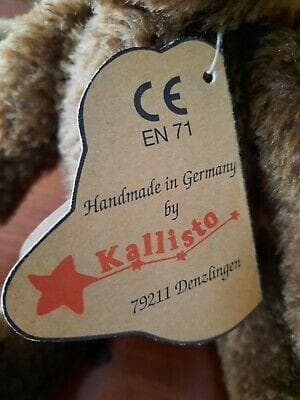 CE
EN 71
Handmade in Germany
by
Kallisto
79211 Denzlingen